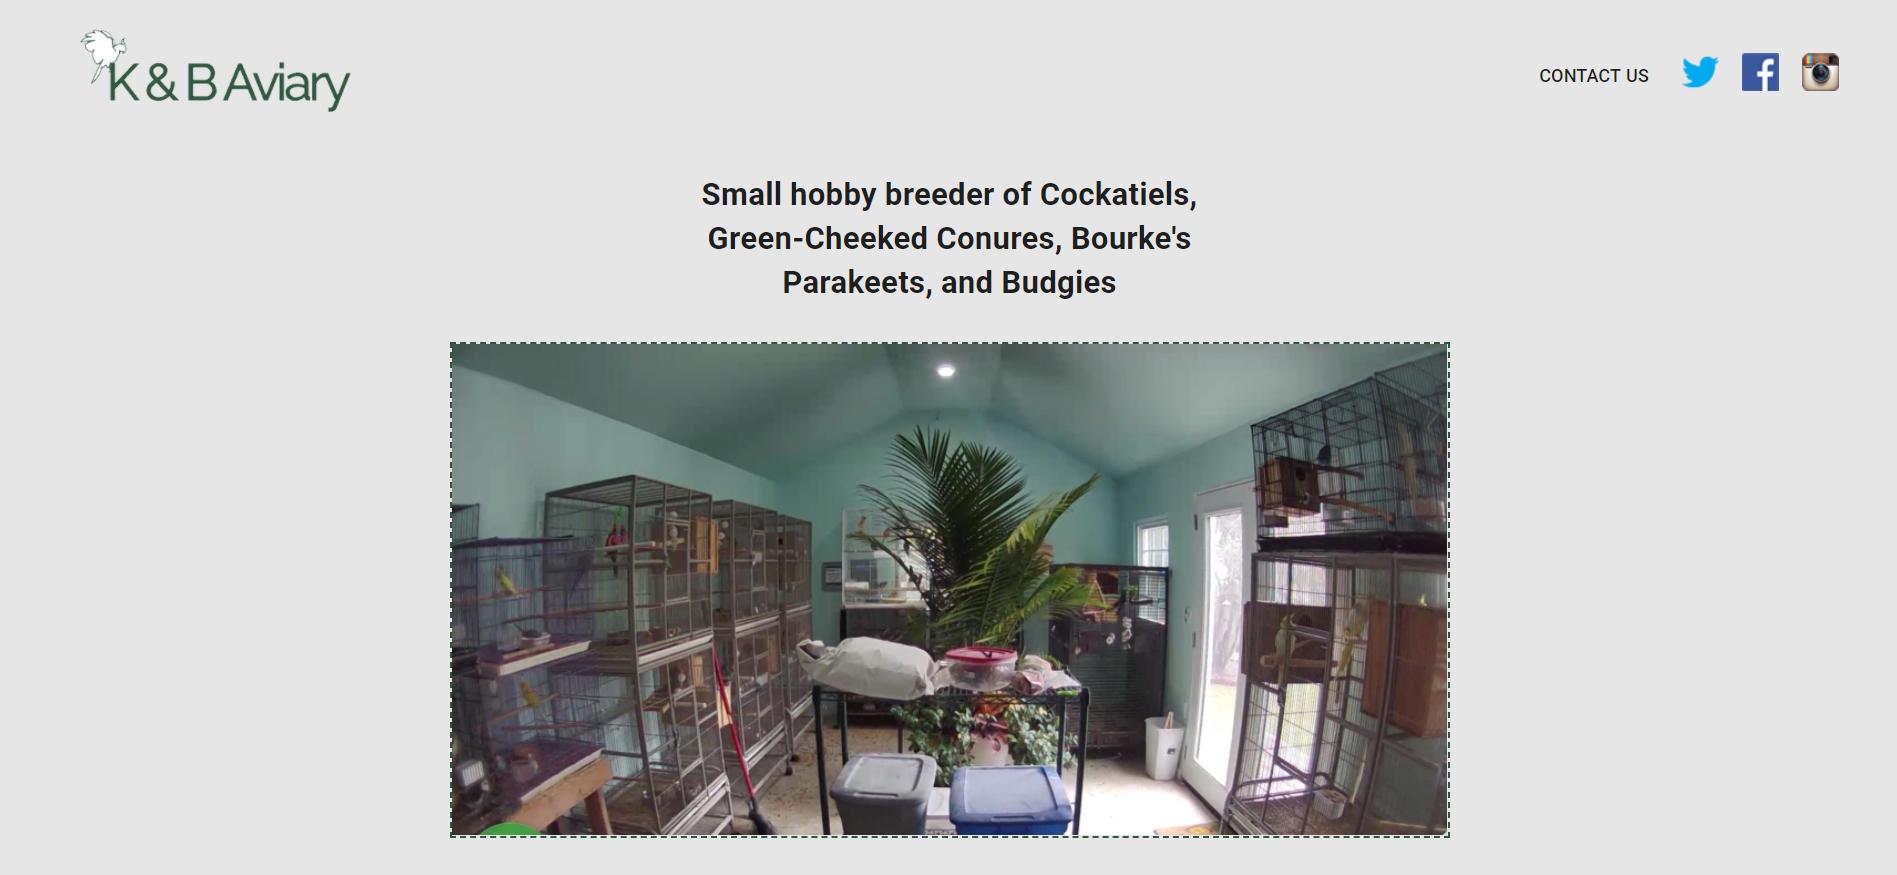 K & B Aviary
CONTACT US
Small hobby breeder of Cockatiels,
Green-Cheeked Conures, Bourke's
Parakeets, and Budgies